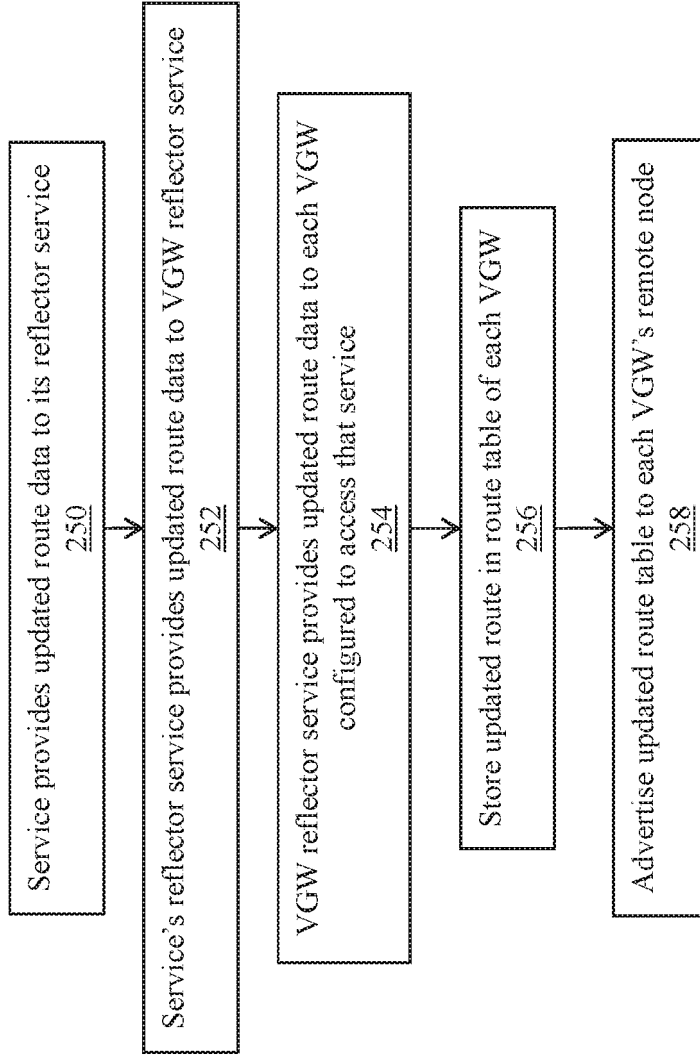 Service provides updated route data to its reflector service
250
Service's reflector service provides updated route data to VGW reflector service
252
VGW reflector service provides updated route data to each VGW
configured to access that service
254
Store updated route in route table of each VGW
256
Advertise updated route table to each VGW's remote node
258